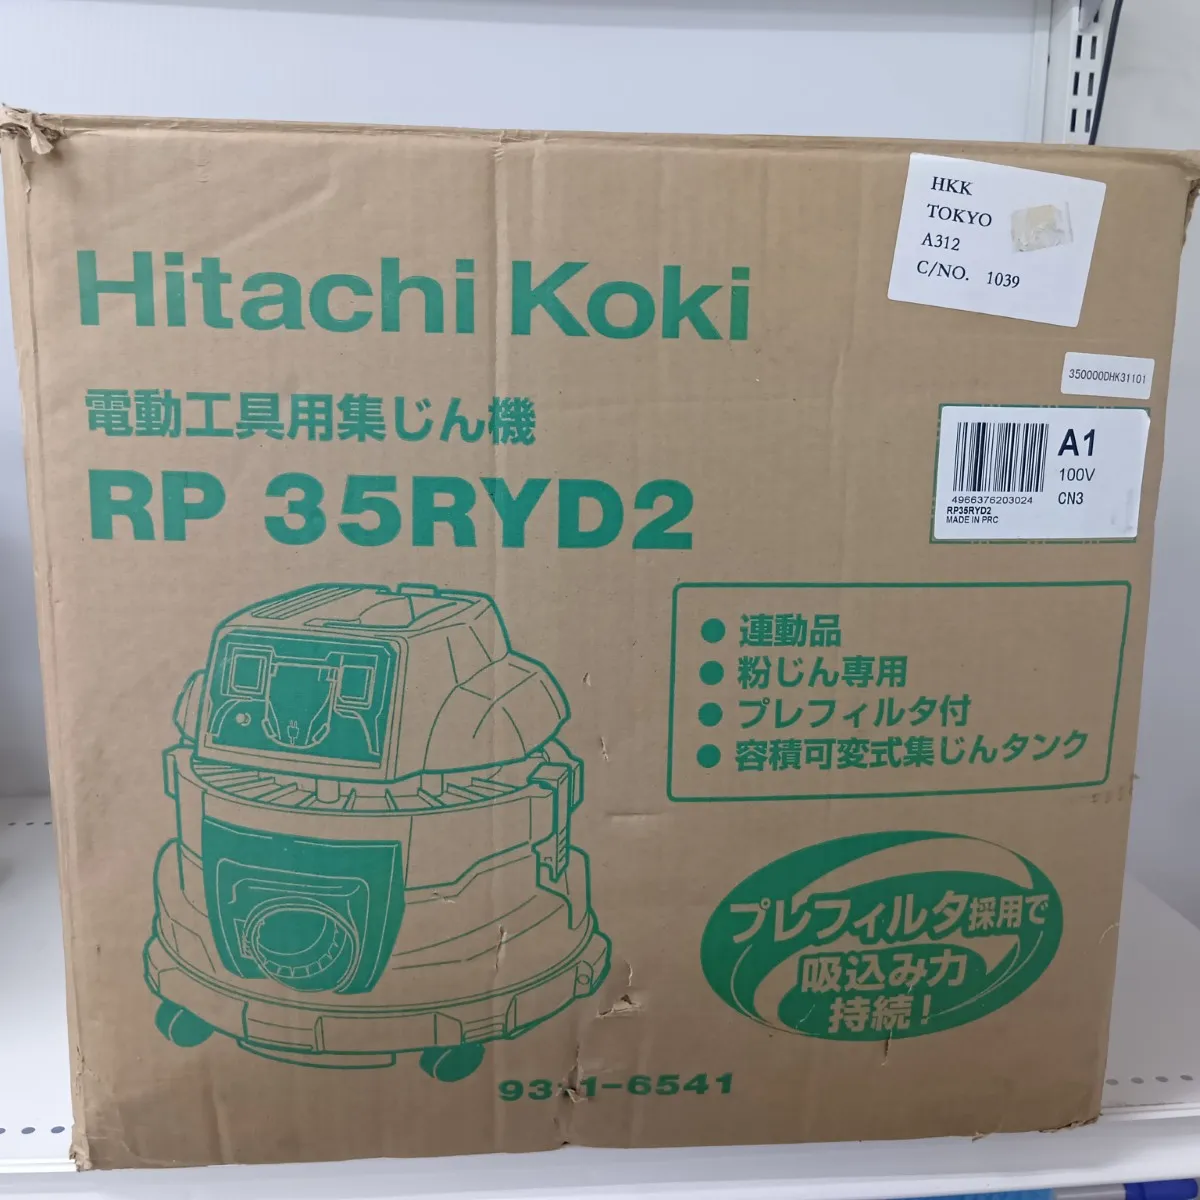 HKK
TOKYO
A312
C/NO. 1039
Hitachi Koki
350000DHK31101
電動工具用集じん機
RP 35RYD2
A1
100V
CN3
4966376203024
RP35RYD2
MADE IN PRC
● 連動品
● 粉じん専用
● プレフィルタ付
● 容積可変式集じんタンク
プレフィルタ採用で
吸込み力
持続!